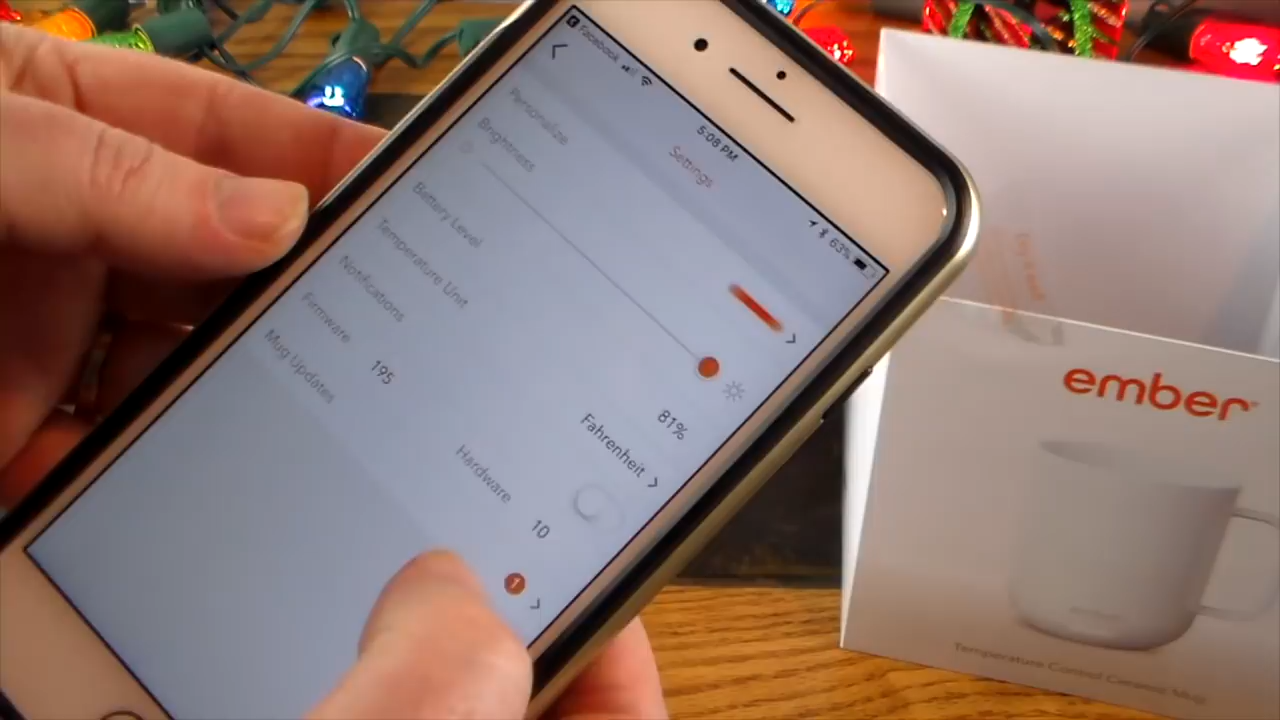 Facebook
5:08 PM
63%
Settings
Personalize
Brightness
Battery Level 81%
Temperature Unit Fahrenheit
Notifications
Firmware 195 Hardware 10
Mug Updates 1
ember
Temperature Control Ceramic Mug